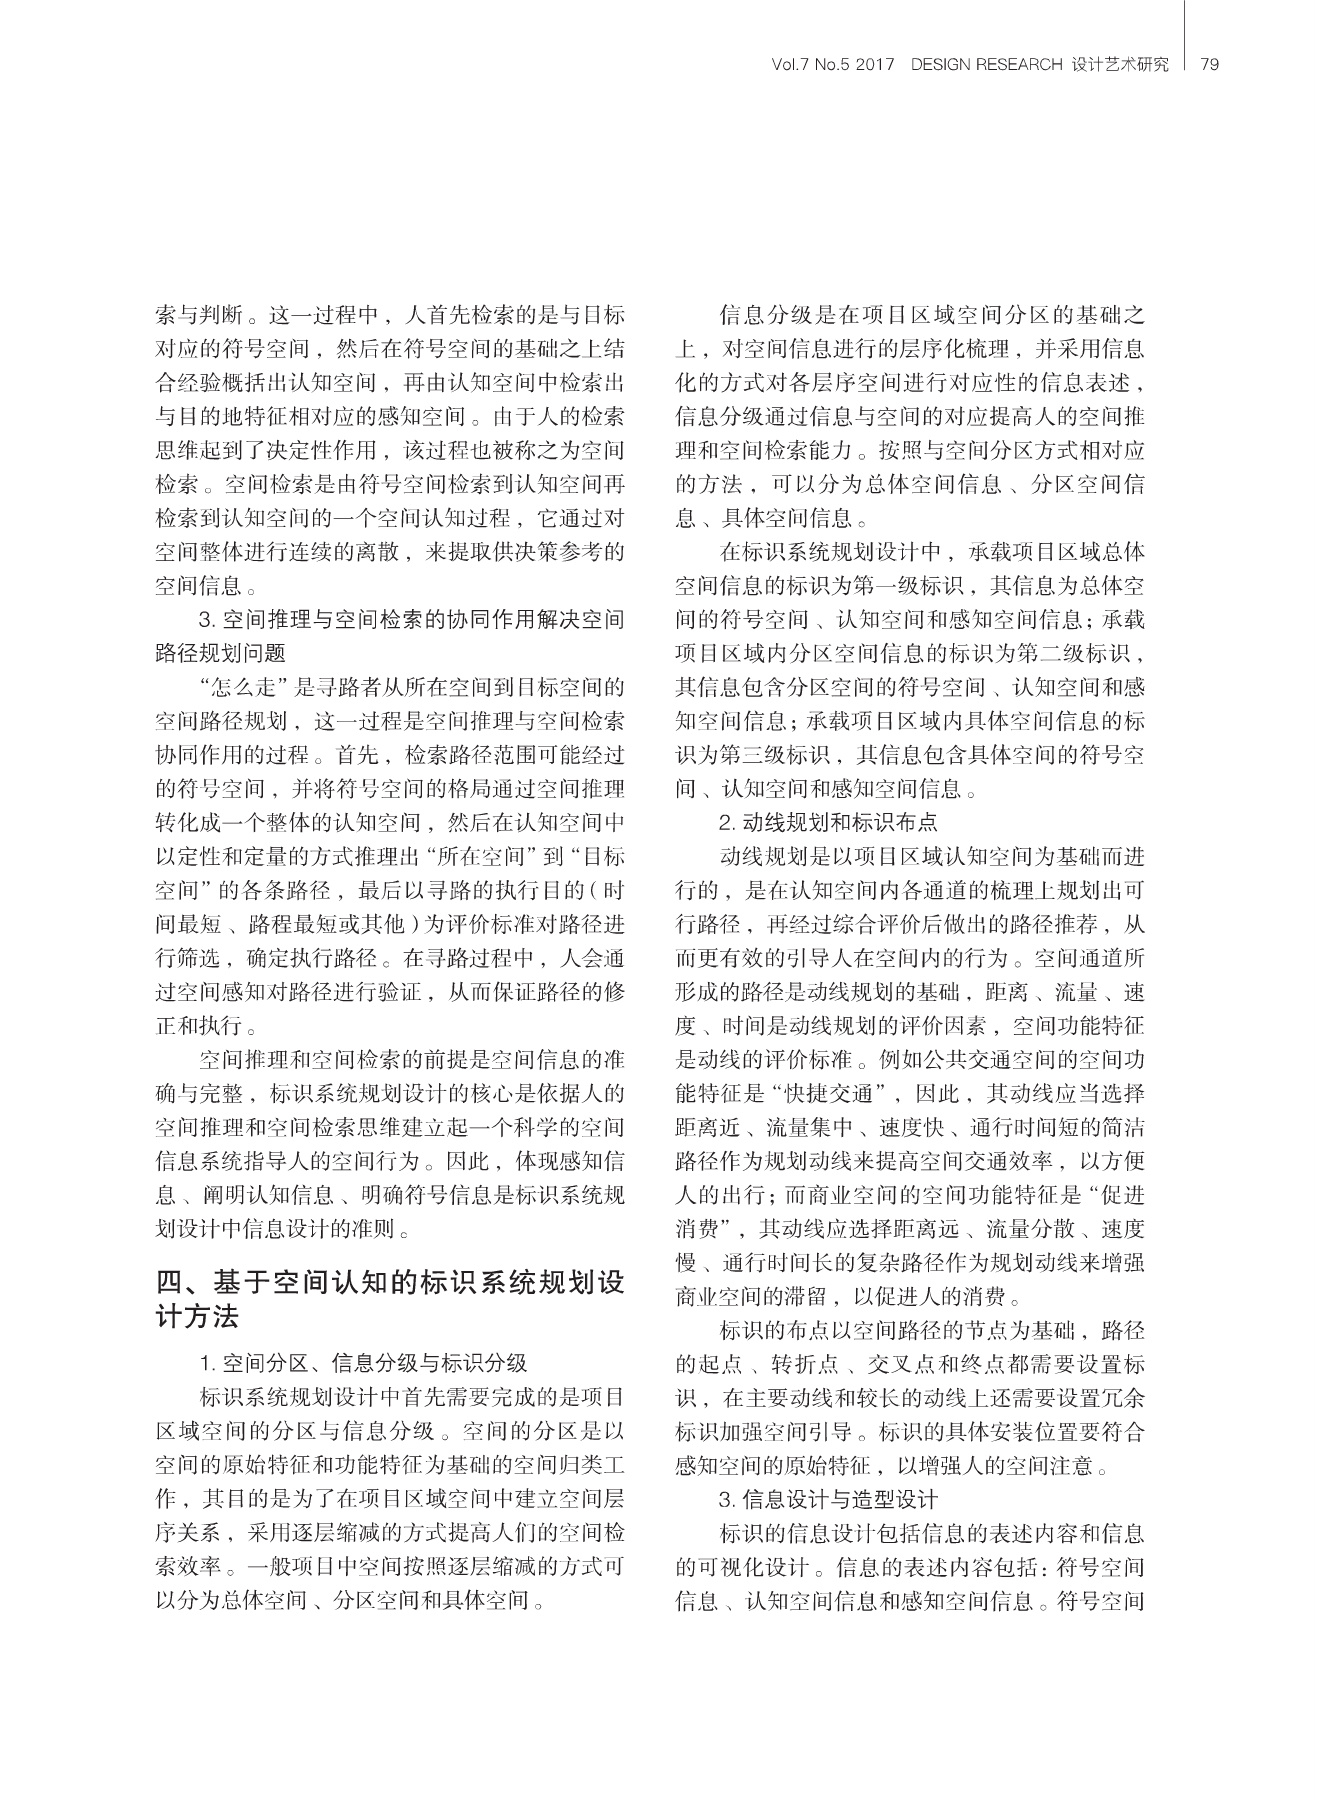 Vol.7 No.5 2017 DESIGN RESEARCH 设计艺术研究 79
索与判断。这一过程中，人首先检索的是与目标
对应的符号空间，然后在符号空间的基础之上结
合经验概括出认知空间，再由认知空间中检索出
与目的地特征相对应的感知空间。由于人的检索
思维起到了决定性作用，该过程也被称之为空间
检索。空间检索是由符号空间检索到认知空间再
检索到认知空间的一个空间认知过程，它通过对
空间整体进行连续的离散，来提取供决策参考的
空间信息。
3. 空间推理与空间检索的协同作用解决空间
路径规划问题
“怎么走”是寻路者从所在空间到目标空间的
空间路径规划，这一过程是空间推理与空间检索
协同作用的过程。首先，检索路径范围可能经过
的符号空间，并将符号空间的格局通过空间推理
转化成一个整体的认知空间，然后在认知空间中
以定性和定量的方式推理出“所在空间”到“目标
空间”的各条路径，最后以寻路的执行目的(时
间最短、路程最短或其他)为评价标准对路径进
行筛选，确定执行路径。在寻路过程中，人会通
过空间感知对路径进行验证，从而保证路径的修
正和执行。
空间推理和空间检索的前提是空间信息的准
确与完整，标识系统规划设计的核心是依据人的
空间推理和空间检索思维建立起一个科学的空间
信息系统指导人的空间行为。因此，体现感知信
息、阐明认知信息、明确符号信息是标识系统规
划设计中信息设计的准则。
四、基于空间认知的标识系统规划设
计方法
1. 空间分区、信息分级与标识分级
标识系统规划设计中首先需要完成的是项目
区域空间的分区与信息分级。空间的分区是以
空间的原始特征和功能特征为基础的空间归类工
作，其目的是为了在项目区域空间中建立空间层
序关系，采用逐层缩减的方式提高人们的空间检
索效率。一般项目中空间按照逐层缩减的方式可
以分为总体空间、分区空间和具体空间。
信息分级是在项目区域空间分区的基础之
上，对空间信息进行的层序化梳理，并采用信息
化的方式对各层序空间进行对应性的信息表述，
信息分级通过信息与空间的对应提高人的空间推
理和空间检索能力。按照与空间分区方式相对应
的方法，可以分为总体空间信息、分区空间信
息、具体空间信息。
在标识系统规划设计中，承载项目区域总体
空间信息的标识为第一级标识，其信息为总体空
间的符号空间、认知空间和感知空间信息；承载
项目区域内分区空间信息的标识为第二级标识，
其信息包含分区空间的符号空间、认知空间和感
知空间信息；承载项目区域内具体空间信息的标
识为第三级标识，其信息包含具体空间的符号空
间、认知空间和感知空间信息。
2. 动线规划和标识布点
动线规划是以项目区域认知空间为基础而进
行的，是在认知空间内各通道的梳理上规划出可
行路径，再经过综合评价后做出的路径推荐，从
而更有效的引导人在空间内的行为。空间通道所
形成的路径是动线规划的基础，距离、流量、速
度、时间是动线规划的评价因素，空间功能特征
是动线的评价标准。例如公共交通空间的空间功
能特征是“快捷交通”，因此，其动线应当选择
距离近、流量集中、速度快、通行时间短的简洁
路径作为规划动线来提高空间交通效率，以方便
人的出行；而商业空间的空间功能特征是“促进
消费”，其动线应选择距离远、流量分散、速度
慢、通行时间长的复杂路径作为规划动线来增强
商业空间的滞留，以促进人的消费。
标识的布点以空间路径的节点为基础，路径
的起点、转折点、交叉点和终点都需要设置标
识，在主要动线和较长的动线上还需要设置冗余
标识加强空间引导。标识的具体安装位置要符合
感知空间的原始特征，以增强人的空间注意。
3. 信息设计与造型设计
标识的信息设计包括信息的表述内容和信息
的可视化设计。信息的表述内容包括：符号空间
信息、认知空间信息和感知空间信息。符号空间